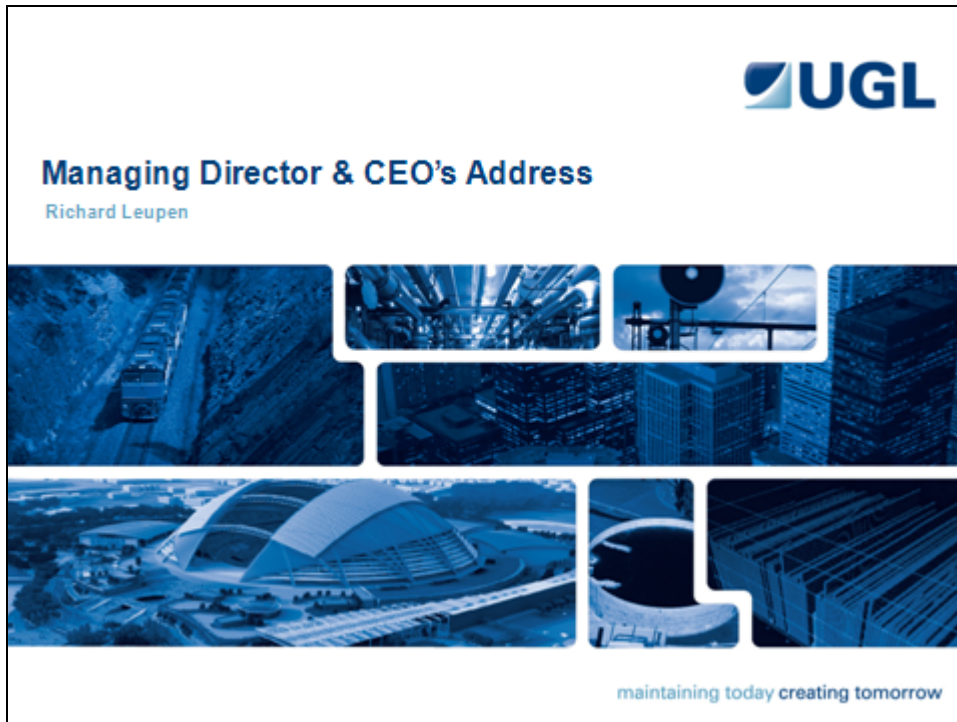 UGL
Managing Director & CEO's Address
Richard Leupen
maintaining today creating tomorrow